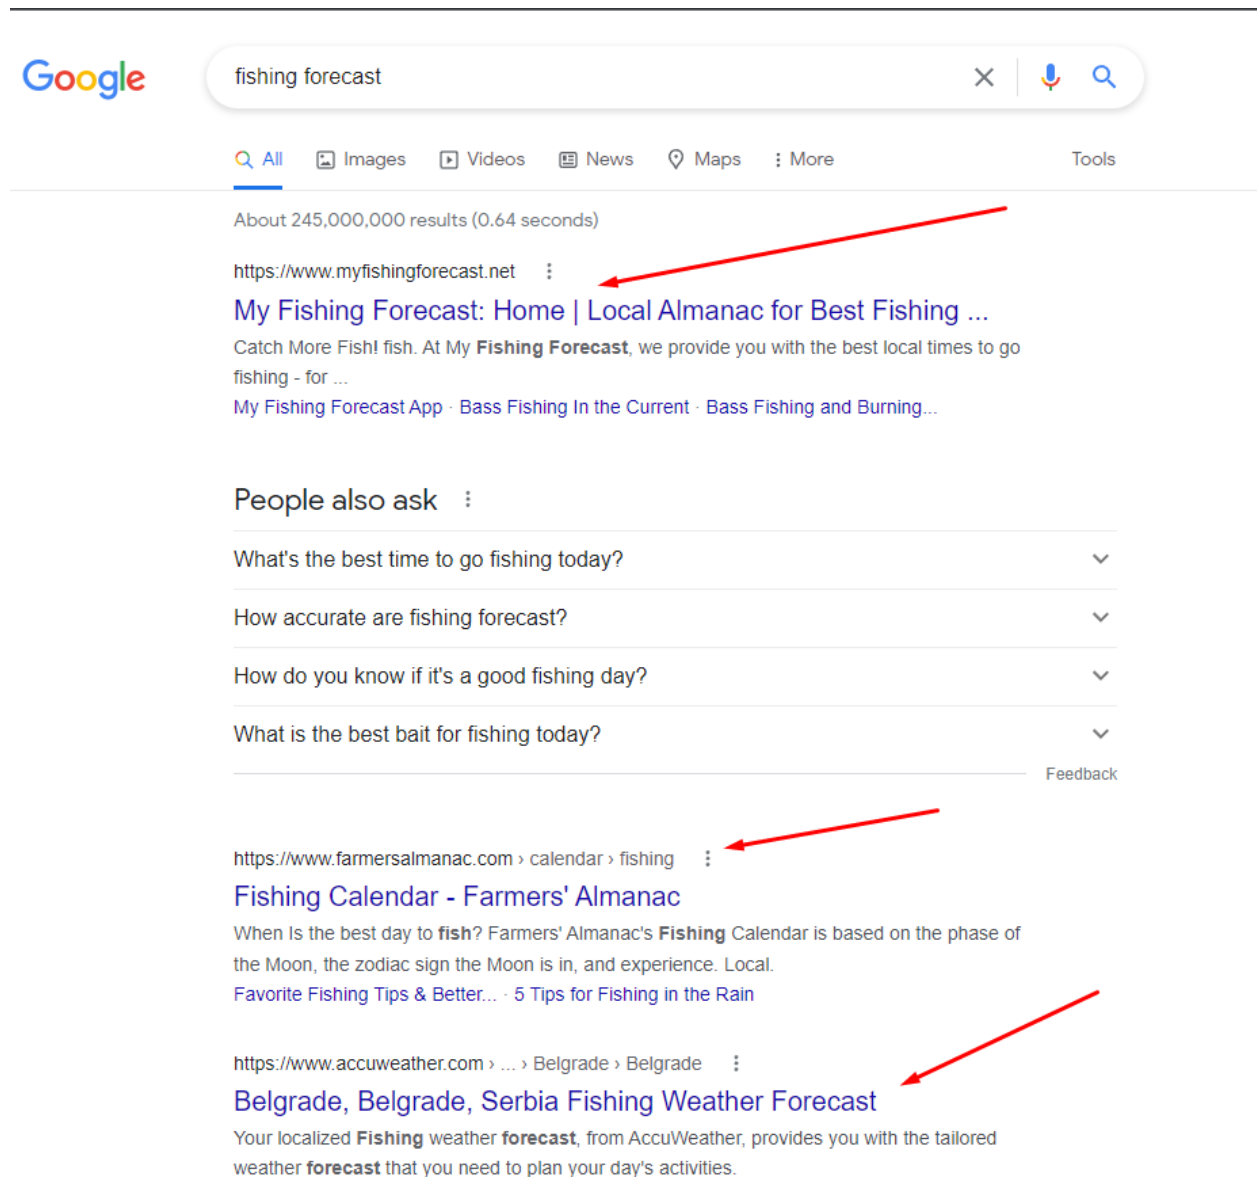 Google
fishing forecast
All Images Videos News Maps More Tools
About 245,000,000 results (0.64 seconds)
https://www.myfishingforecast.net
My Fishing Forecast: Home | Local Almanac for Best Fishing ...
Catch More Fish! fish. At My Fishing Forecast, we provide you with the best local times to go
fishing - for ...
My Fishing Forecast App · Bass Fishing In the Current · Bass Fishing and Burning...
People also ask
What's the best time to go fishing today?
How accurate are fishing forecast?
How do you know if it's a good fishing day?
What is the best bait for fishing today?
Feedback
https://www.farmersalmanac.com › calendar › fishing
Fishing Calendar - Farmers' Almanac
When Is the best day to fish? Farmers' Almanac's Fishing Calendar is based on the phase of
the Moon, the zodiac sign the Moon is in, and experience. Local.
Favorite Fishing Tips & Better... · 5 Tips for Fishing in the Rain
https://www.accuweather.com › ... › Belgrade › Belgrade
Belgrade, Belgrade, Serbia Fishing Weather Forecast
Your localized Fishing weather forecast, from AccuWeather, provides you with the tailored
weather forecast that you need to plan your day's activities.